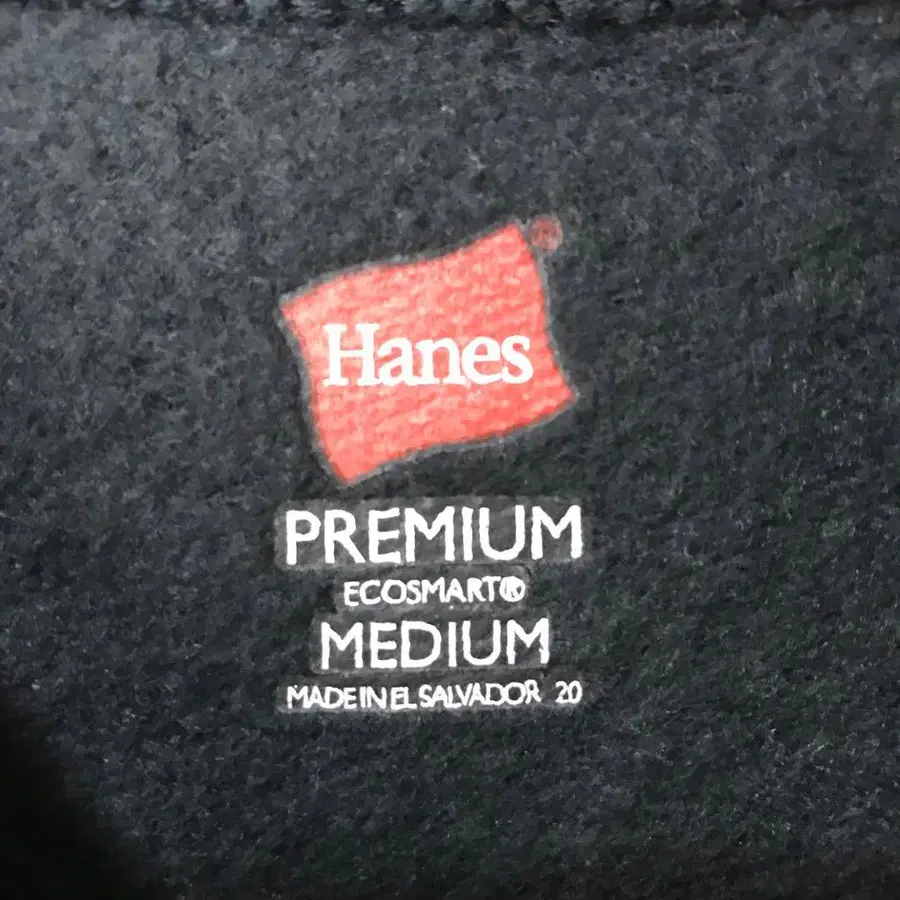 Hanes ®
PREMIUM
ECOSMART®
MEDIUM
MADE IN EL SALVADOR 20